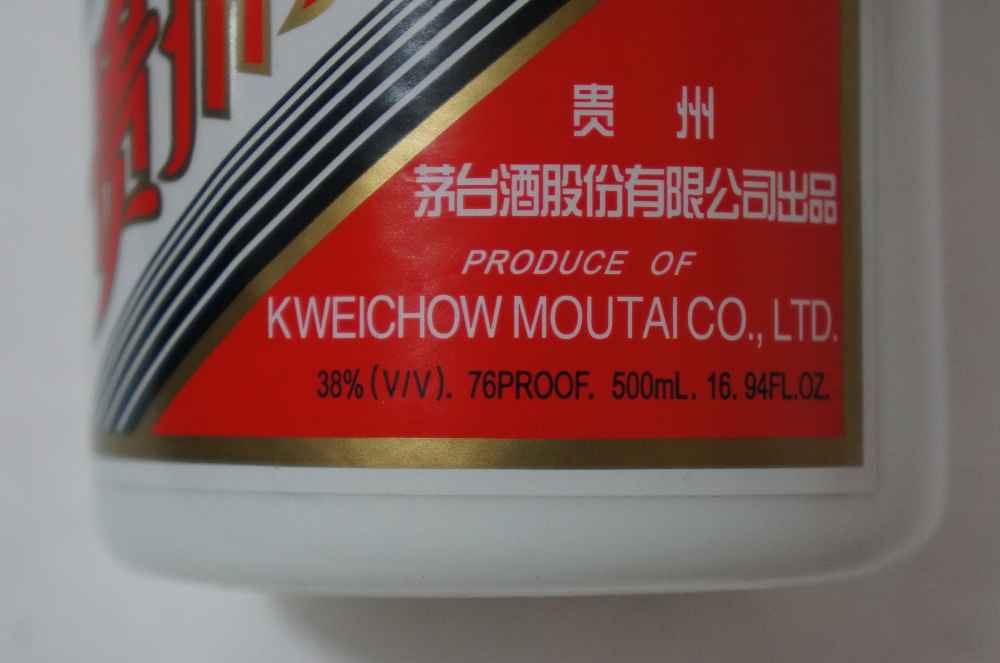 贵 州
茅台酒股份有限公司出品
PRODUCE OF
KWEICHOW MOUTAI CO., LTD.
38% (V/V). 76PROOF. 500mL. 16.94FL.OZ.